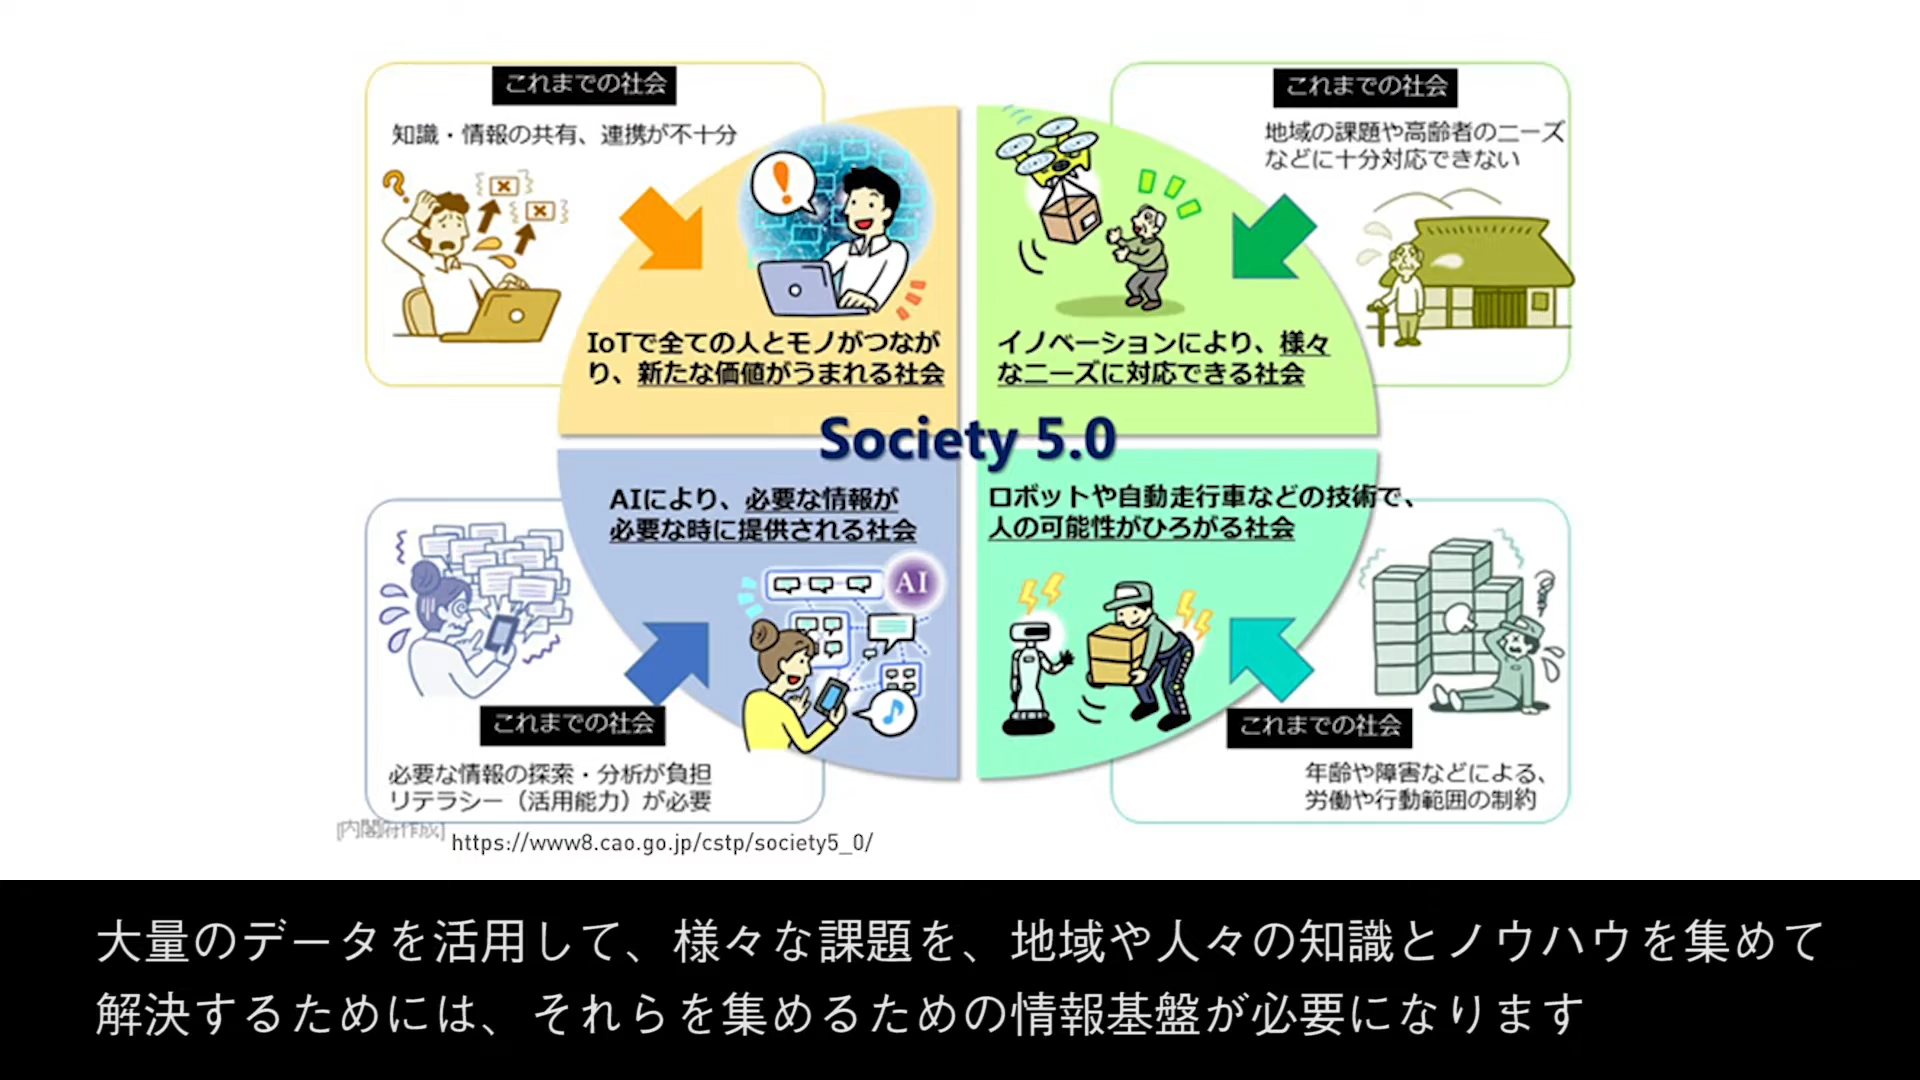 これまでの社会
知識・情報の共有、連携が不十分
IoTで全ての人とモノがつなが
り、新たな価値がうまれる社会
これまでの社会
地域の課題や高齢者のニーズ
などに十分対応できない
イノベーションにより、様々
なニーズに対応できる社会
Society 5.0
AIにより、必要な情報が
必要な時に提供される社会
AI
これまでの社会
必要な情報の探索・分析が負担
リテラシー（活用能力）が必要
ロボットや自動走行車などの技術で、
人の可能性がひろがる社会
これまでの社会
年齢や障害などによる、
労働や行動範囲の制約
[内閣府作成]
https://www8.cao.go.jp/cstp/society5_0/
大量のデータを活用して、様々な課題を、地域や人々の知識とノウハウを集めて
解決するためには、それらを集めるための情報基盤が必要になります